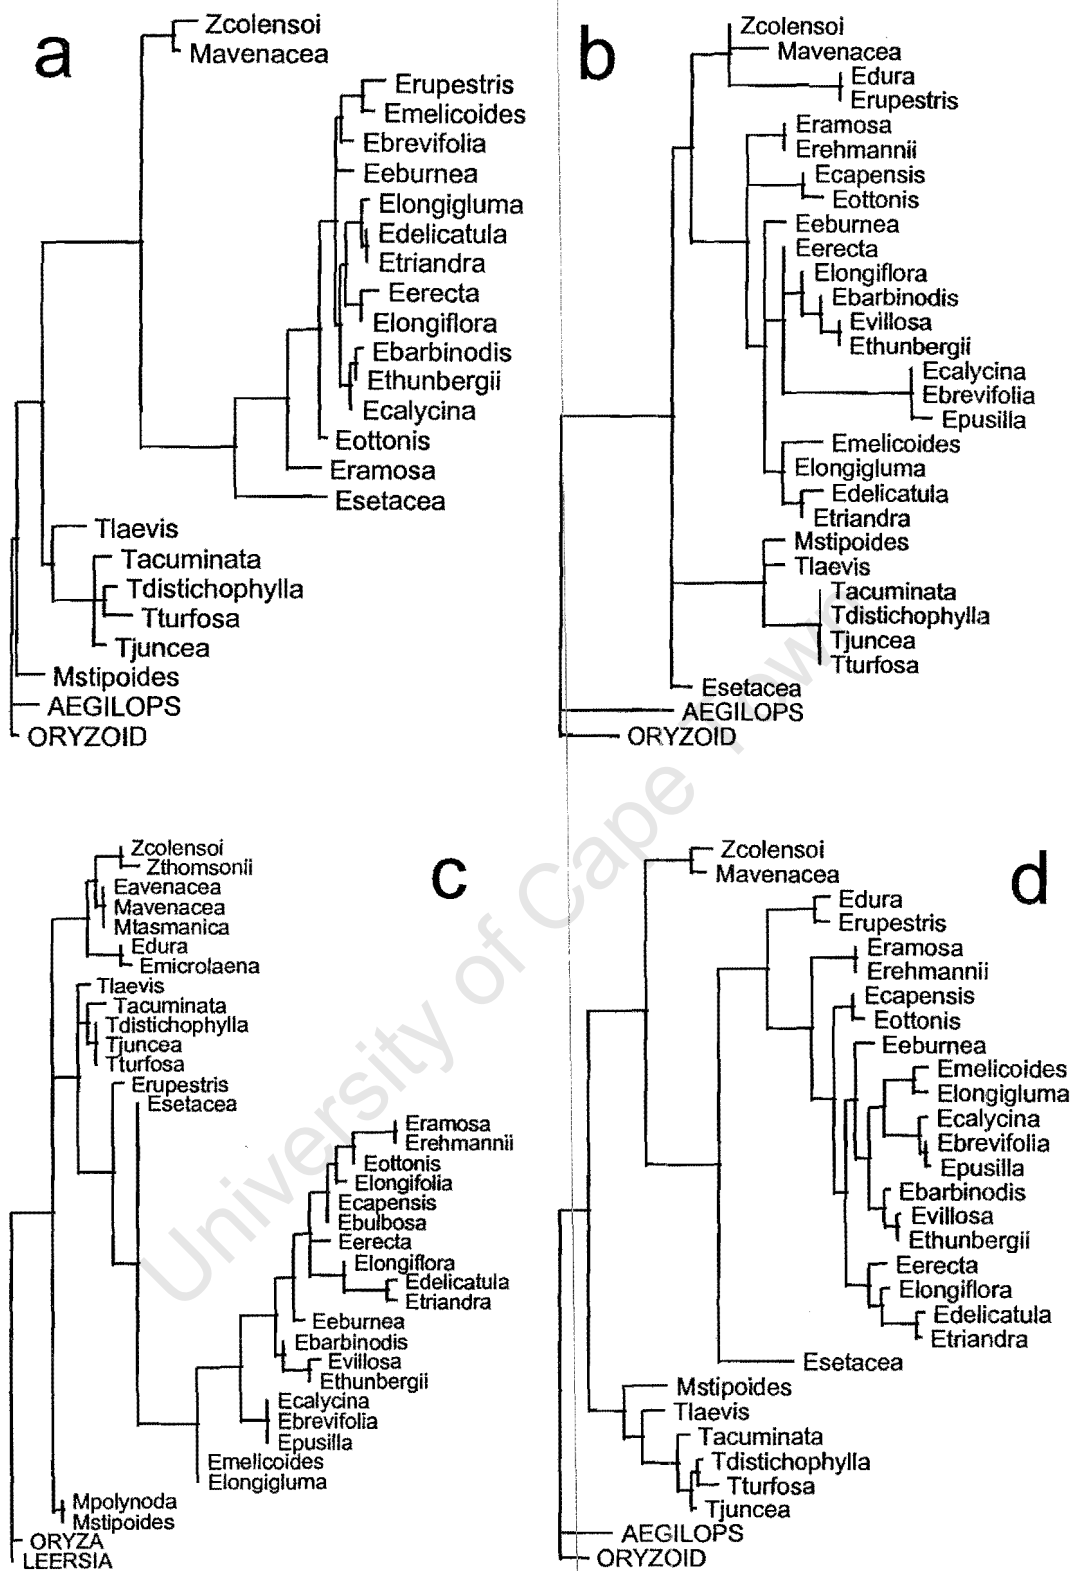 a
Zcolensoi
Mavenacea
Erupestris
Emelicoides
Ebrevifolia
Eeburnea
Elongigluma
Edelicatula
Etriandra
Eerecta
Elongiflora
Ebarbinodis
Ethunbergii
Ecalycina
Eottonis
Eramosa
Esetacea
Tlaevis
Tacuminata
Tdistichophylla
Tturfosa
Tjuncea
Mstipoides
AEGILOPS
ORYZOID
b
Zcolensoi
Mavenacea
Edura
Erupestris
Eramosa
Erehmannii
Ecapensis
Eottonis
Eeburnea
Eerecta
Elongiflora
Ebarbinodis
Evillosa
Ethunbergii
Ecalycina
Ebrevifolia
Epusilla
Emelicoides
Elongigluma
Edelicatula
Etriandra
Mstipoides
Tlaevis
Tacuminata
Tdistichophylla
Tjuncea
Tturfosa
Esetacea
AEGILOPS
ORYZOID
c
Zcolensoi
Zthomsonii
Eavenacea
Mavenacea
Mtasmanica
Edura
Emicrolaena
Tlaevis
Tacuminata
Tdistichophylla
Tjuncea
Tturfosa
Erupestris
Esetacea
Eramosa
Erehmannii
Eottonis
Elongifolia
Ecapensis
Ebulbosa
Eerecta
Elongiflora
Edelicatula
Etriandra
Eeburnea
Ebarbinodis
Evillosa
Ethunbergii
Ecalycina
Ebrevifolia
Epusilla
Emelicoides
Elongigluma
Mpolynoda
Mstipoides
ORYZA
LEERSIA
d
Zcolensoi
Mavenacea
Edura
Erupestris
Eramosa
Erehmannii
Ecapensis
Eottonis
Eeburnea
Emelicoides
Elongigluma
Ecalycina
Ebrevifolia
Epusilla
Ebarbinodis
Evillosa
Ethunbergii
Eerecta
Elongiflora
Edelicatula
Etriandra
Esetacea
Mstipoides
Tlaevis
Tacuminata
Tdistichophylla
Tturfosa
Tjuncea
AEGILOPS
ORYZOID
University of Cape Town